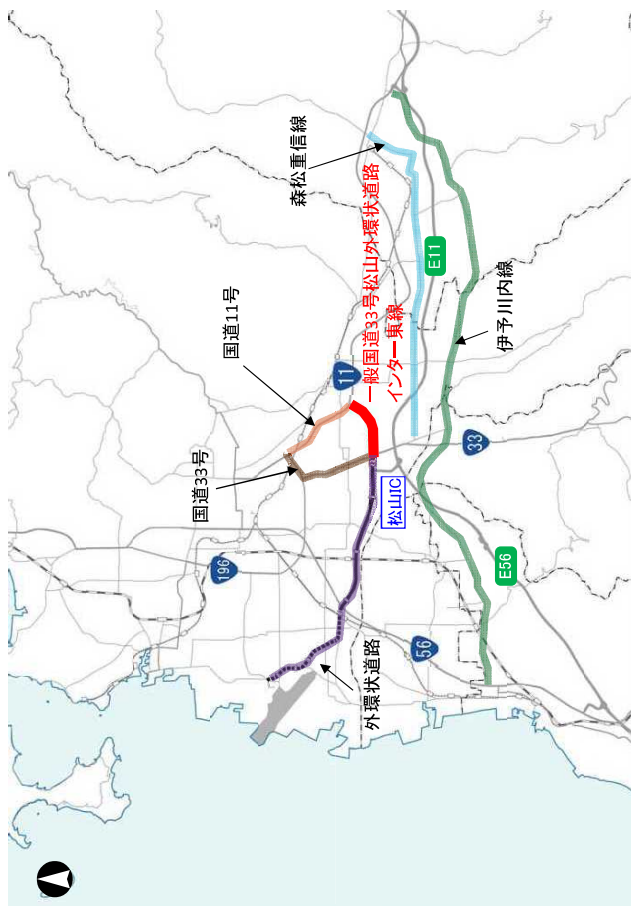 森松重信線
国道11号
一般国道33号松山外環状道路
インター東線
11
E11
伊予川内線
国道33号
33
松山IC
196
E56
56
外環状道路